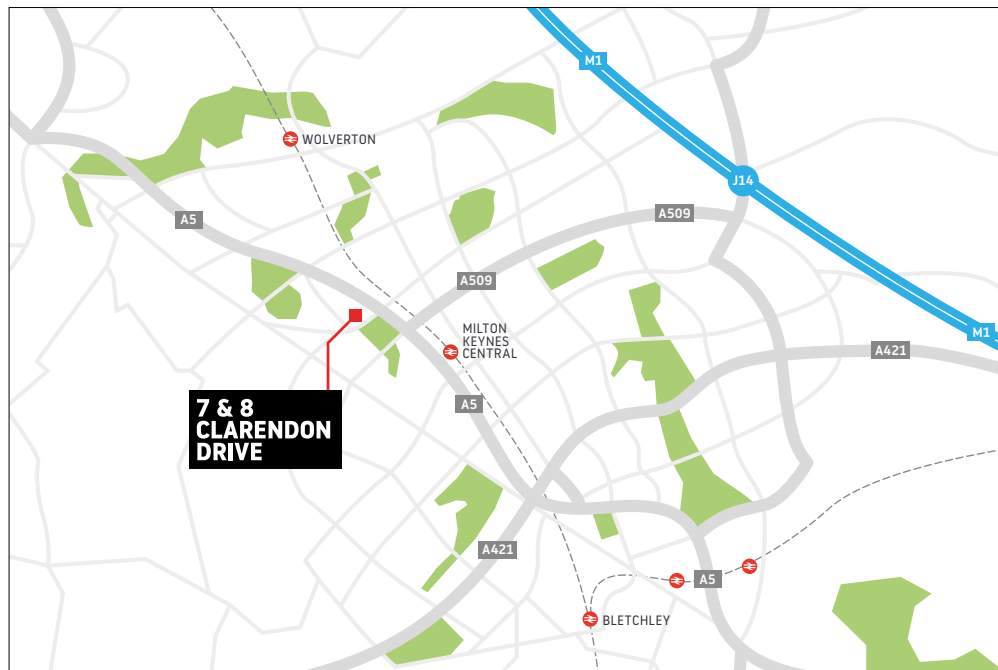 M1
WOLVERTON
J14
A509
A5
A509
MILTON
KEYNES
CENTRAL
M1
A421
A5
7 & 8
CLARENDON
DRIVE
A421
A5
BLETCHLEY